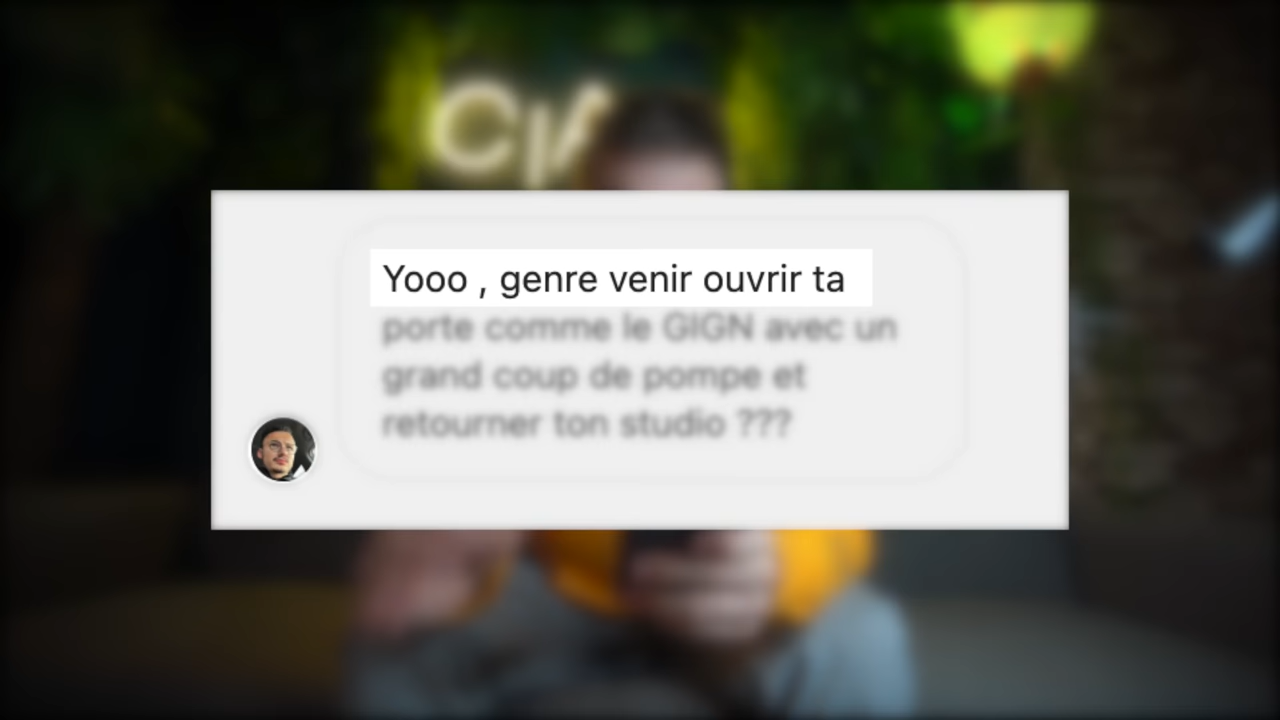 CIA
Yooo , genre venir ouvrir ta
porte comme le GIGN avec un
grand coup de pompe et
retourner ton studio ???